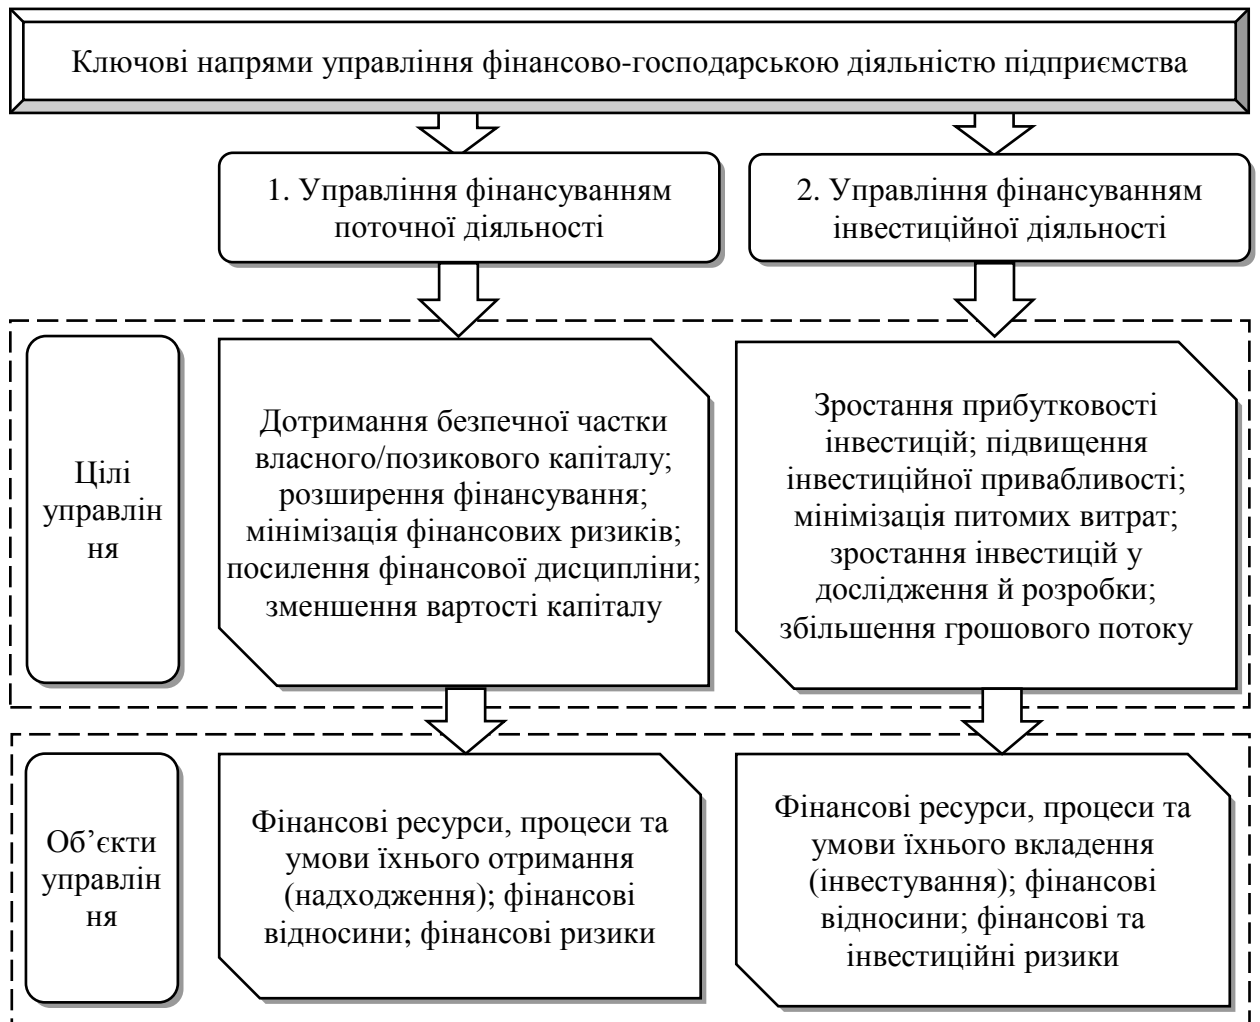 Ключові напрями управління фінансово-господарською діяльністю підприємства
1. Управління фінансуванням
поточної діяльності
2. Управління фінансуванням
інвестиційної діяльності
Цілі
управлін
ня
Дотримання безпечної частки
власного/позикового капіталу;
розширення фінансування;
мінімізація фінансових ризиків;
посилення фінансової дисципліни;
зменшення вартості капіталу
Зростання прибутковості
інвестицій; підвищення
інвестиційної привабливості;
мінімізація питомих витрат;
зростання інвестицій у
дослідження й розробки;
збільшення грошового потоку
Об’єкти
управлін
ня
Фінансові ресурси, процеси та
умови їхнього отримання
(надходження); фінансові
відносини; фінансові ризики
Фінансові ресурси, процеси та
умови їхнього вкладення
(інвестування); фінансові
відносини; фінансові та
інвестиційні ризики